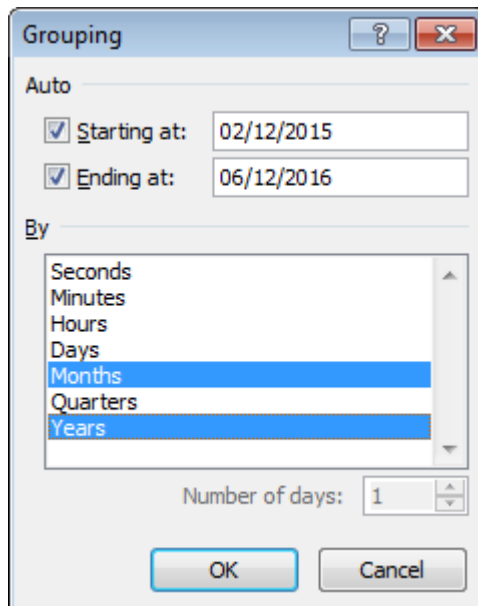 Grouping
Auto
Starting at: 02/12/2015
Ending at: 06/12/2016
By
Seconds
Minutes
Hours
Days
Months
Quarters
Years
Number of days: 1
OK Cancel